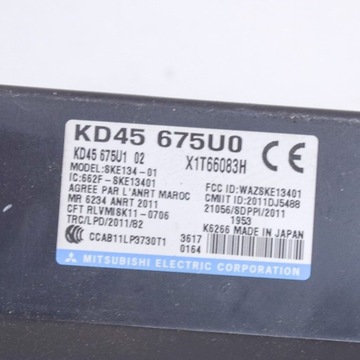 KD45 675U0
KD45 675U1 02 X1T66083H
MODEL:SKE134-01
IC:662F-SKE13401 FCC ID:WAZSKE13401
AGREE PAR L'ANRT MAROC CMIIT ID:2011DJ5488
MR 6234 ANRT 2011 21056/SDPPI/2011
CFT RLVMISK11-0706 1953
TRC/LPD/2011/82 K6266 MADE IN JAPAN
CCC CCAB11LP3730T1 3617
0164
MITSUBISHI ELECTRIC CORPORATION
CE